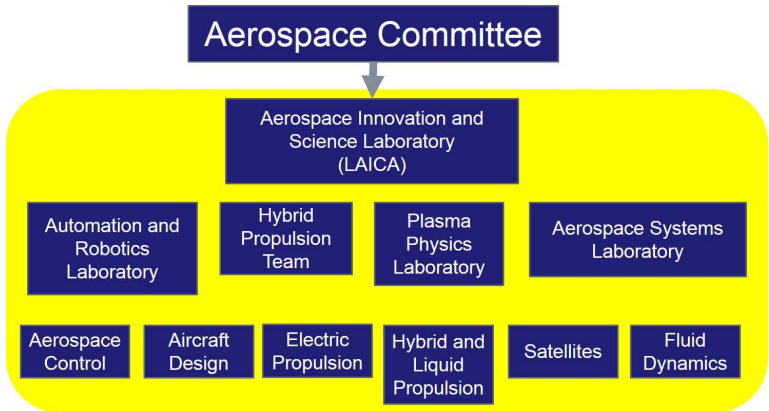 Aerospace Committee
Aerospace Innovation and
Science Laboratory
(LAICA)
Automation and
Robotics
Laboratory
Hybrid
Propulsion
Team
Plasma
Physics
Laboratory
Aerospace Systems
Laboratory
Aerospace
Control
Aircraft
Design
Electric
Propulsion
Hybrid and
Liquid
Propulsion
Satellites
Fluid
Dynamics